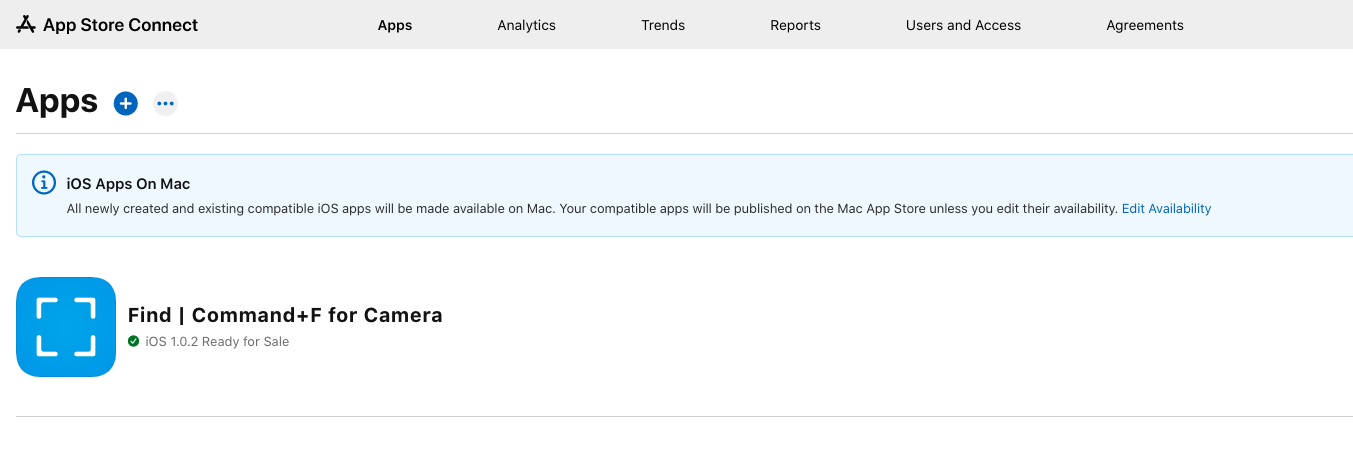 App Store Connect
Apps Analytics Trends Reports Users and Access Agreements
Apps
iOS Apps On Mac
All newly created and existing compatible iOS apps will be made available on Mac. Your compatible apps will be published on the Mac App Store unless you edit their availability. Edit Availability
Find | Command+F for Camera
iOS 1.0.2 Ready for Sale